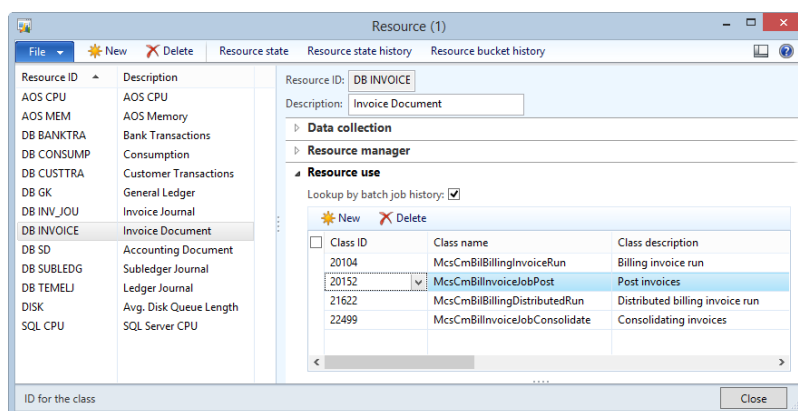 Resource (1)
File New Delete Resource state Resource state history Resource bucket history
Resource ID Description
AOS CPU AOS CPU
AOS MEM AOS Memory
DB BANKTRA Bank Transactions
DB CONSUMP Consumption
DB CUSTTRA Customer Transactions
DB GK General Ledger
DB INV_JOU Invoice Journal
DB INVOICE Invoice Document
DB SD Accounting Document
DB SUBLEDG Subledger Journal
DB TEMELJ Ledger Journal
DISK Avg. Disk Queue Length
SQL CPU SQL Server CPU
Resource ID: DB INVOICE
Description: Invoice Document
Data collection
Resource manager
Resource use
Lookup by batch job history:
New Delete
Class ID Class name Class description
20104 McsCmBilBillingInvoiceRun Billing invoice run
20152 McsCmBillnvoiceJobPost Post invoices
21622 McsCmBilBillingDistributedRun Distributed billing invoice run
22499 McsCmBillnvoiceJobConsolidate Consolidating invoices
ID for the class
Close